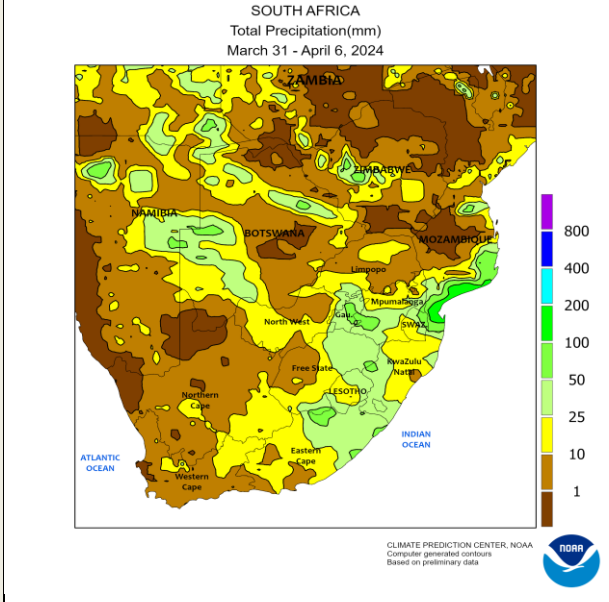 SOUTH AFRICA
Total Precipitation(mm)
March 31 - April 6, 2024
ZAMBIA
ZIMBABWE
NAMIBIA
BOTSWANA
MOZAMBIQUE
Limpopo
Mpumalanga
Gau.
North West
SWAZ.
KwaZulu
Natal
Free State
LESOTHO
Northern
Cape
Eastern
Cape
Western
Cape
ATLANTIC
OCEAN
INDIAN
OCEAN
800
400
200
100
50
25
10
1
CLIMATE PREDICTION CENTER, NOAA
Computer generated contours
Based on preliminary data
NOAA